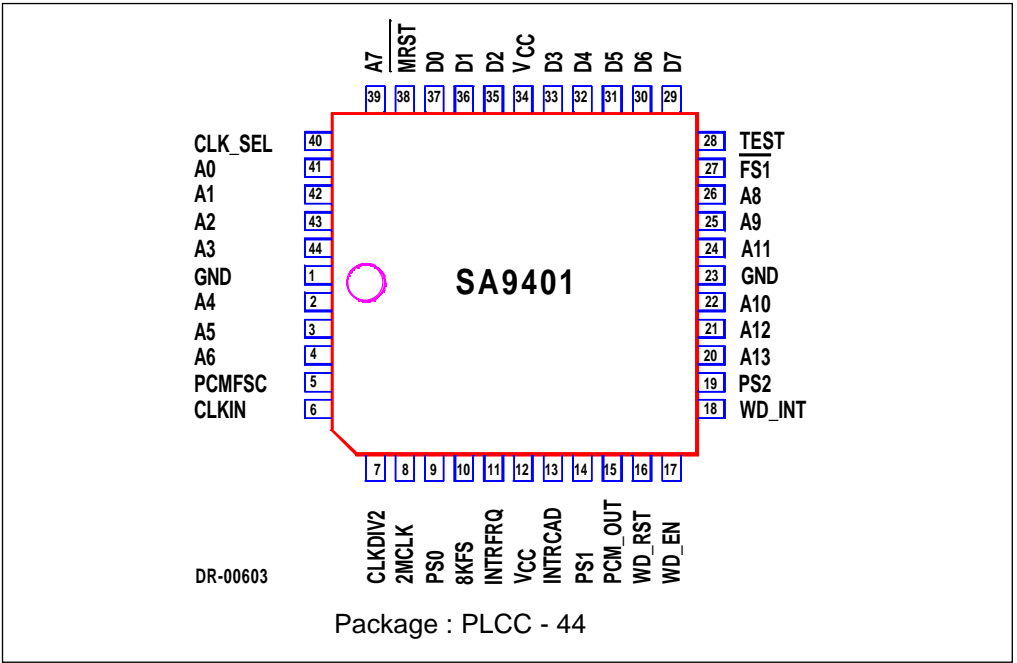 A7 MRST D0 D1 D2 VCC D3 D4 D5 D6 D7
39 38 37 36 35 34 33 32 31 30 29
CLK_SEL 40 28 TEST
A0 41 27 FS1
A1 42 26 A8
A2 43 25 A9
A3 44 24 A11
GND 1 23 GND
SA9401
A4 2 22 A10
A5 3 21 A12
A6 4 20 A13
PCMFSC 5 19 PS2
CLKIN 6 18 WD_INT
7 8 9 10 11 12 13 14 15 16 17
CLKDIV2 2MCLK PS0 8KFS INTRFRQ VCC INTRCAD PS1 PCM_OUT WD_RST WD_EN
DR-00603
Package : PLCC - 44